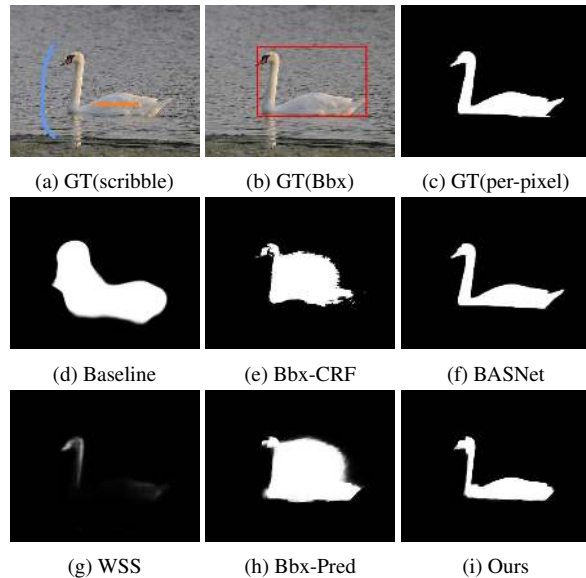 (a) GT(scribble) (b) GT(Bbx) (c) GT(per-pixel)
(d) Baseline (e) Bbx-CRF (f) BASNet
(g) WSS (h) Bbx-Pred (i) Ours